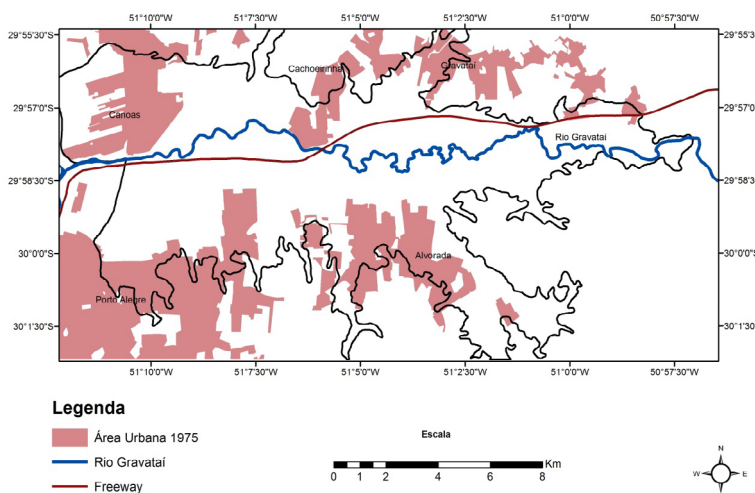 51°10'0"W 51°7'30"W 51°5'0"W 51°2'30"W 51°0'0"W 50°57'30"W
29°55'30"S
29°55'3
Cachoeirinha
Gravataí
29°57'0"S
29°57'0
Canoas
Rio Gravataí
29°58'30"S
29°58'3
30°0'0"S
30°0'0"S
Alvorada
Porto Alegre
30°1'30"S
30°1'30"S
51°10'0"W 51°7'30"W 51°5'0"W 51°2'30"W 51°0'0"W 50°57'30"W
Legenda
Área Urbana 1975
Rio Gravataí
Freeway
Escala
0 1 2 4 6 8 Km
N
W E
S